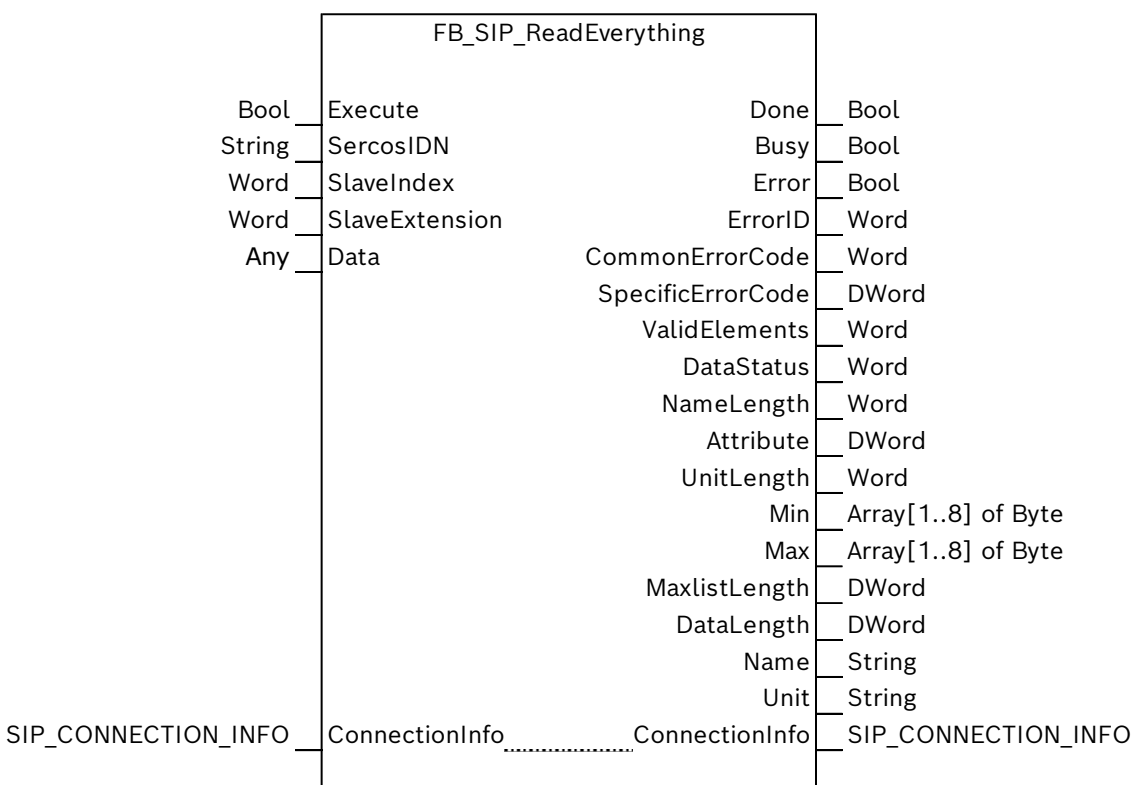 FB_SIP_ReadEverything
Bool Execute Done Bool
String SercosIDN Busy Bool
Word SlaveIndex Error Bool
Word SlaveExtension ErrorID Word
Any Data CommonErrorCode Word
SpecificErrorCode DWord
ValidElements Word
DataStatus Word
NameLength Word
Attribute DWord
UnitLength Word
Min Array[1..8] of Byte
Max Array[1..8] of Byte
MaxlistLength DWord
DataLength DWord
Name String
Unit String
SIP_CONNECTION_INFO ConnectionInfo ConnectionInfo SIP_CONNECTION_INFO